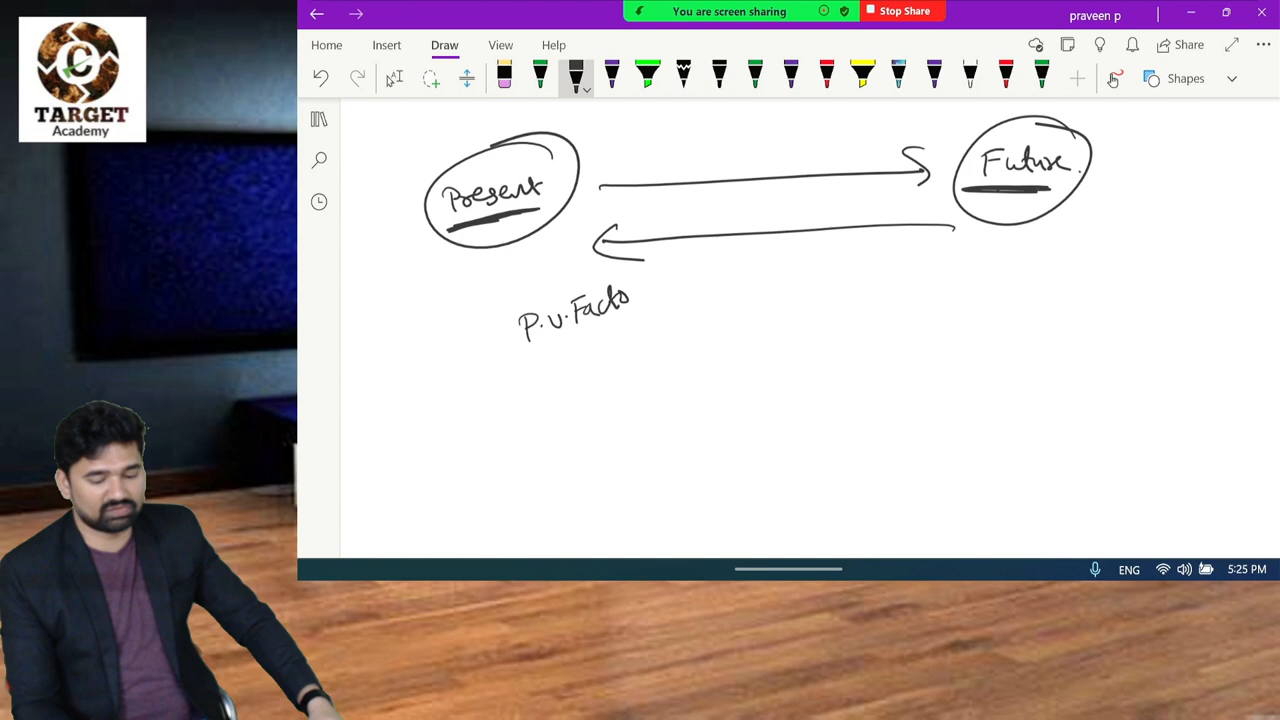 You are screen sharing
Stop Share
praveen p
Home Insert Draw View Help
Share
Shapes
TARGET
Academy
Present
Future
P.V. Facto
ENG
5:25 PM